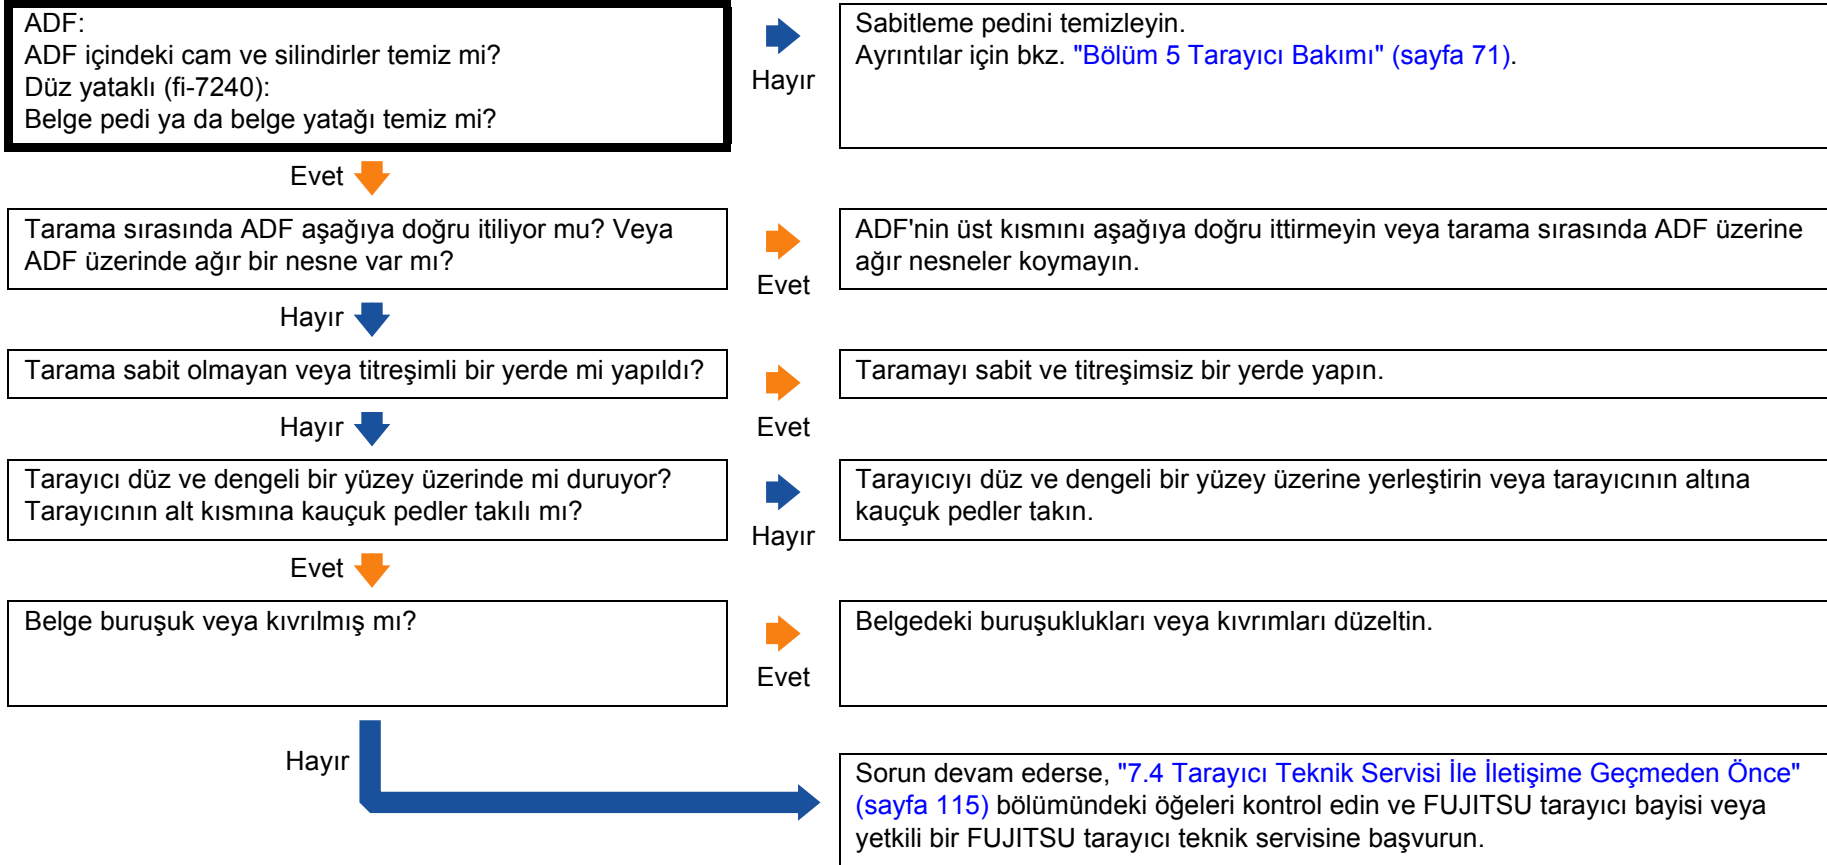 ADF:
ADF içindeki cam ve silindirler temiz mi?
Düz yataklı (fi-7240):
Belge pedi ya da belge yatağı temiz mi?
Hayır
Sabitleme pedini temizleyin.
Ayrıntılar için bkz. "Bölüm 5 Tarayıcı Bakımı" (sayfa 71).
Evet
Tarama sırasında ADF aşağıya doğru itiliyor mu? Veya
ADF üzerinde ağır bir nesne var mı?
Evet
ADF'nin üst kısmını aşağıya doğru ittirmeyin veya tarama sırasında ADF üzerine
ağır nesneler koymayın.
Hayır
Tarama sabit olmayan veya titreşimli bir yerde mi yapıldı?
Evet
Taramayı sabit ve titreşimsiz bir yerde yapın.
Hayır
Tarayıcı düz ve dengeli bir yüzey üzerinde mi duruyor?
Tarayıcının alt kısmına kauçuk pedler takılı mı?
Hayır
Tarayıcıyı düz ve dengeli bir yüzey üzerine yerleştirin veya tarayıcının altına
kauçuk pedler takın.
Evet
Belge buruşuk veya kıvrılmış mı?
Evet
Belgedeki buruşuklukları veya kıvrımları düzeltin.
Hayır
Sorun devam ederse, "7.4 Tarayıcı Teknik Servisi İle İletişime Geçmeden Önce"
(sayfa 115) bölümündeki öğeleri kontrol edin ve FUJITSU tarayıcı bayisi veya
yetkili bir FUJITSU tarayıcı teknik servisine başvurun.